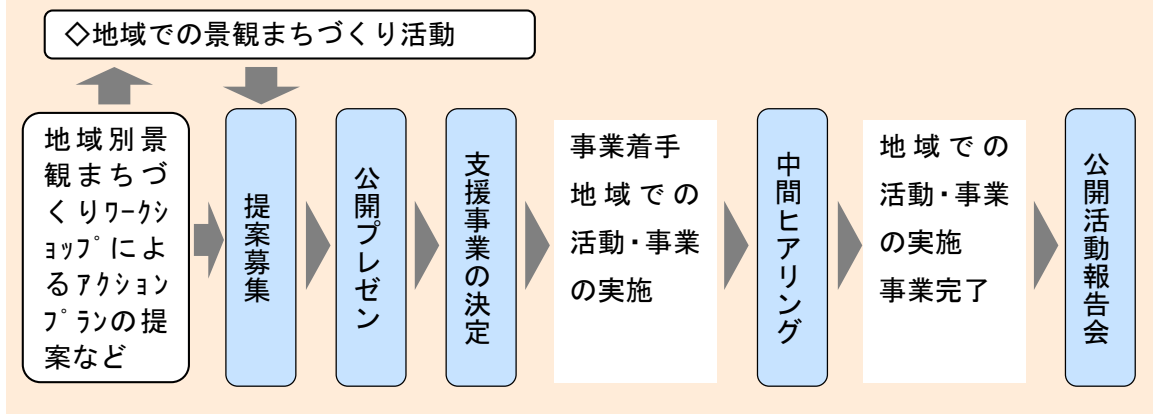 ◇地域での景観まちづくり活動
地域別景
観まちづ
くりﾜｰｸｼ
ｮｯﾌﾟによ
るｱｸｼｮﾝ
ﾌﾟﾗﾝの提
案など
提案募集
公開プレゼン
支援事業の決定
事業着手
地域での
活動・事業
の実施
中間ヒアリング
地域での
活動・事業
の実施
事業完了
公開活動報告会